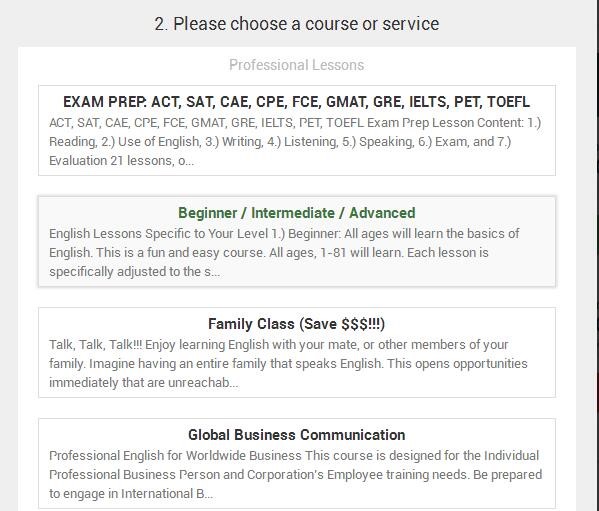 2. Please choose a course or service
Professional Lessons
EXAM PREP: ACT, SAT, CAE, CPE, FCE, GMAT, GRE, IELTS, PET, TOEFL
ACT, SAT, CAE, CPE, FCE, GMAT, GRE, IELTS, PET, TOEFL Exam Prep Lesson Content: 1.)
Reading, 2.) Use of English, 3.) Writing, 4.) Listening, 5.) Speaking, 6.) Exam, and 7.)
Evaluation 21 lessons, o...
Beginner / Intermediate / Advanced
English Lessons Specific to Your Level 1.) Beginner: All ages will learn the basics of
English. This is a fun and easy course. All ages, 1-81 will learn. Each lesson is
specifically adjusted to the s...
Family Class (Save $$$!!!)
Talk, Talk, Talk!!! Enjoy learning English with your mate, or other members of your
family. Imagine having an entire family that speaks English. This opens opportunities
immediately that are unreachab...
Global Business Communication
Professional English for Worldwide Business This course is designed for the Individual
Professional Business Person and Corporation's Employee training needs. Be prepared
to engage in International B...